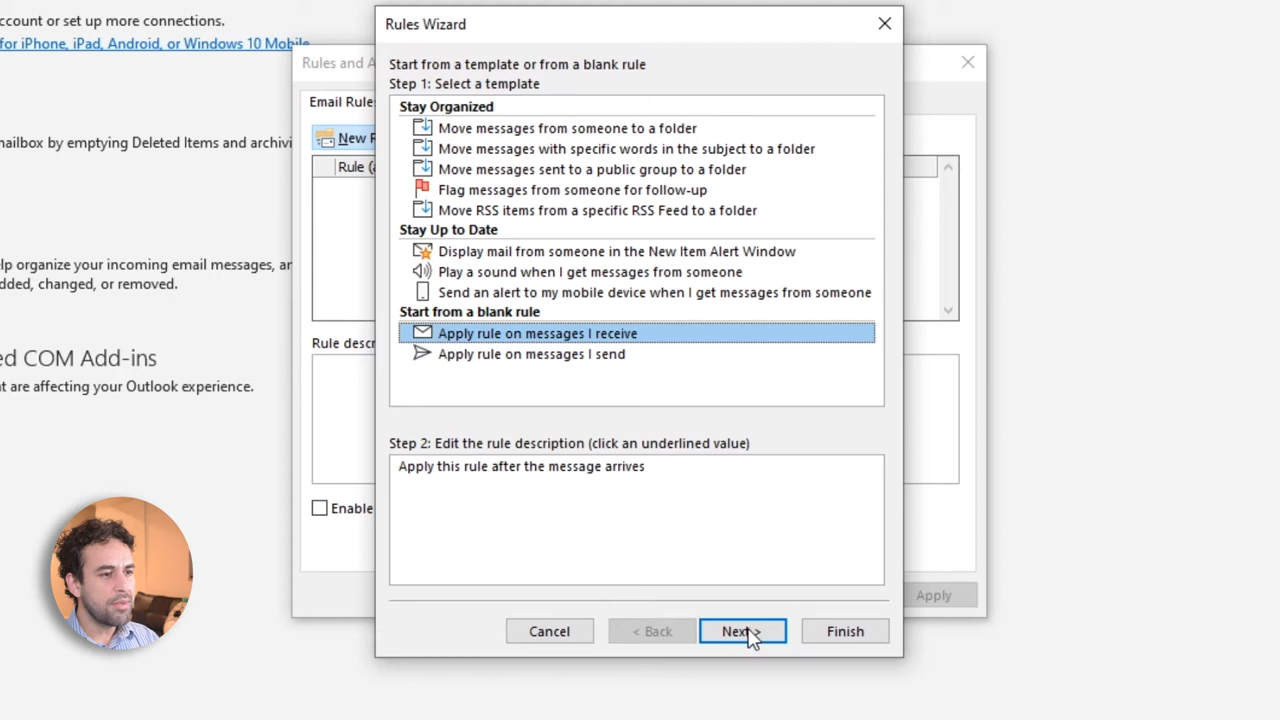 ccount or set up more connections.
for iPhone, iPad, Android, or Windows 10 Mobile
nailbox by emptying Deleted Items and archivi
elp organize your incoming email messages, an
dded, changed, or removed.
ed COM Add-ins
at are affecting your Outlook experience.
Rules and A
Email Rules
New R
Rule (a
Rule descr
Enable
Apply
Rules Wizard
Start from a template or from a blank rule
Step 1: Select a template
Stay Organized
Move messages from someone to a folder
Move messages with specific words in the subject to a folder
Move messages sent to a public group to a folder
Flag messages from someone for follow-up
Move RSS items from a specific RSS Feed to a folder
Stay Up to Date
Display mail from someone in the New Item Alert Window
Play a sound when I get messages from someone
Send an alert to my mobile device when I get messages from someone
Start from a blank rule
Apply rule on messages I receive
Apply rule on messages I send
Step 2: Edit the rule description (click an underlined value)
Apply this rule after the message arrives
Cancel
< Back
Next >
Finish